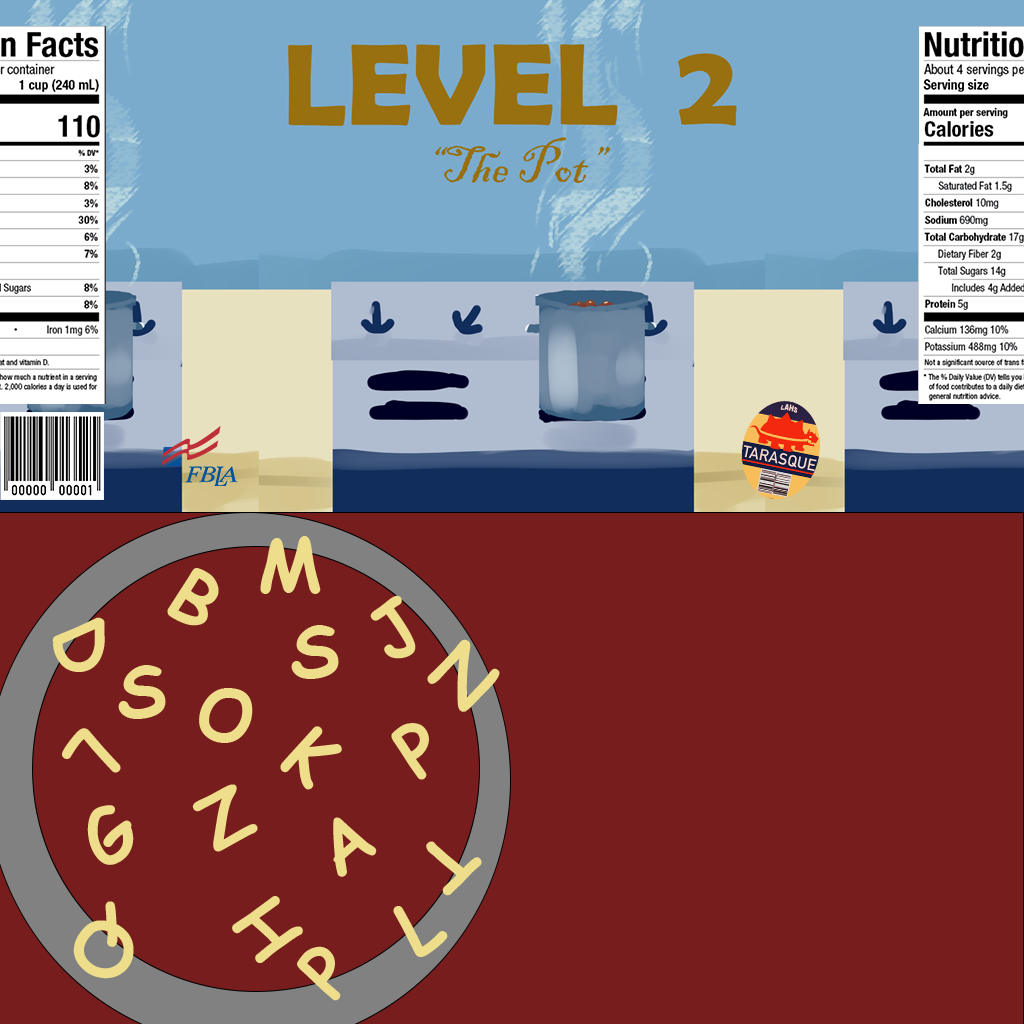 n Facts
r container
1 cup (240 mL)
110
% DV*
3%
8%
3%
30%
6%
7%
l Sugars 8%
8%
• Iron 1mg 6%
at and vitamin D.
how much a nutrient in a serving
t. 2,000 calories a day is used for
00000 00001
FBLA
LEVEL 2
“The Pot”
LAHS
TARASQUE
Nutritio
About 4 servings pe
Serving size
Amount per serving
Calories
Total Fat 2g
Saturated Fat 1.5g
Cholesterol 10mg
Sodium 690mg
Total Carbohydrate 17g
Dietary Fiber 2g
Total Sugars 14g
Includes 4g Added
Protein 5g
Calcium 136mg 10%
Potassium 488mg 10%
Not a significant source of trans f
* The % Daily Value (DV) tells you
of food contributes to a daily die
general nutrition advice.
M
B
J
D
S
N
S
O
L
K
P
G
Z
A
T
Q
H
L
P